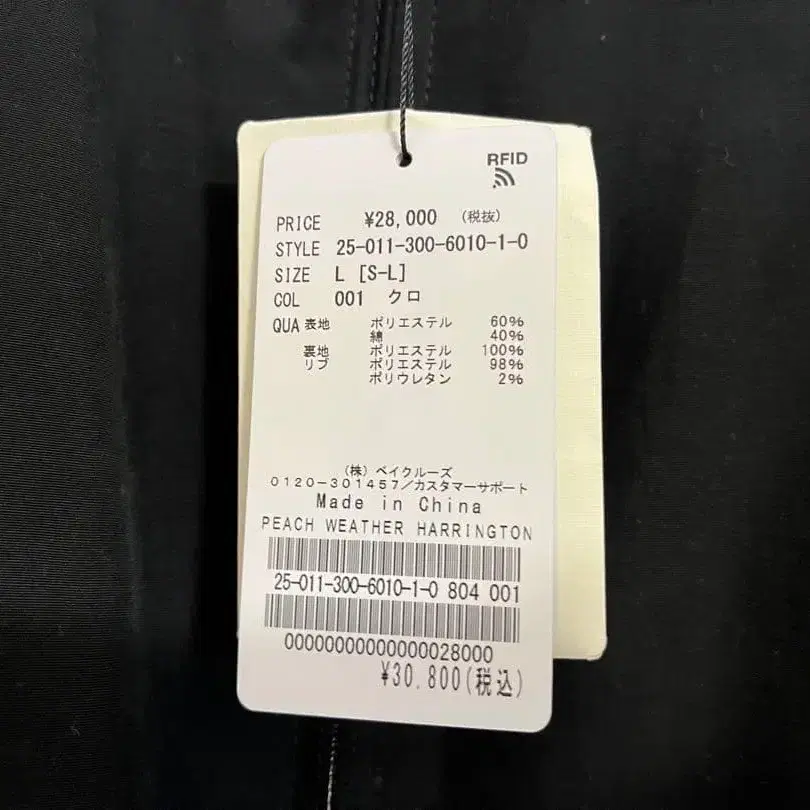 RFID
PRICE ¥28,000 (税抜)
STYLE 25-011-300-6010-1-0
SIZE L [S-L]
COL 001 クロ
QUA 表地 ポリエステル 60%
綿 40%
裏地 ポリエステル 100%
リブ ポリエステル 98%
ポリウレタン 2%
(株) ベイクルーズ
0120-301457/カスタマーサポート
Made in China
PEACH WEATHER HARRINGTON
25-011-300-6010-1-0 804 001
00000000000000028000
¥30.800(税込)